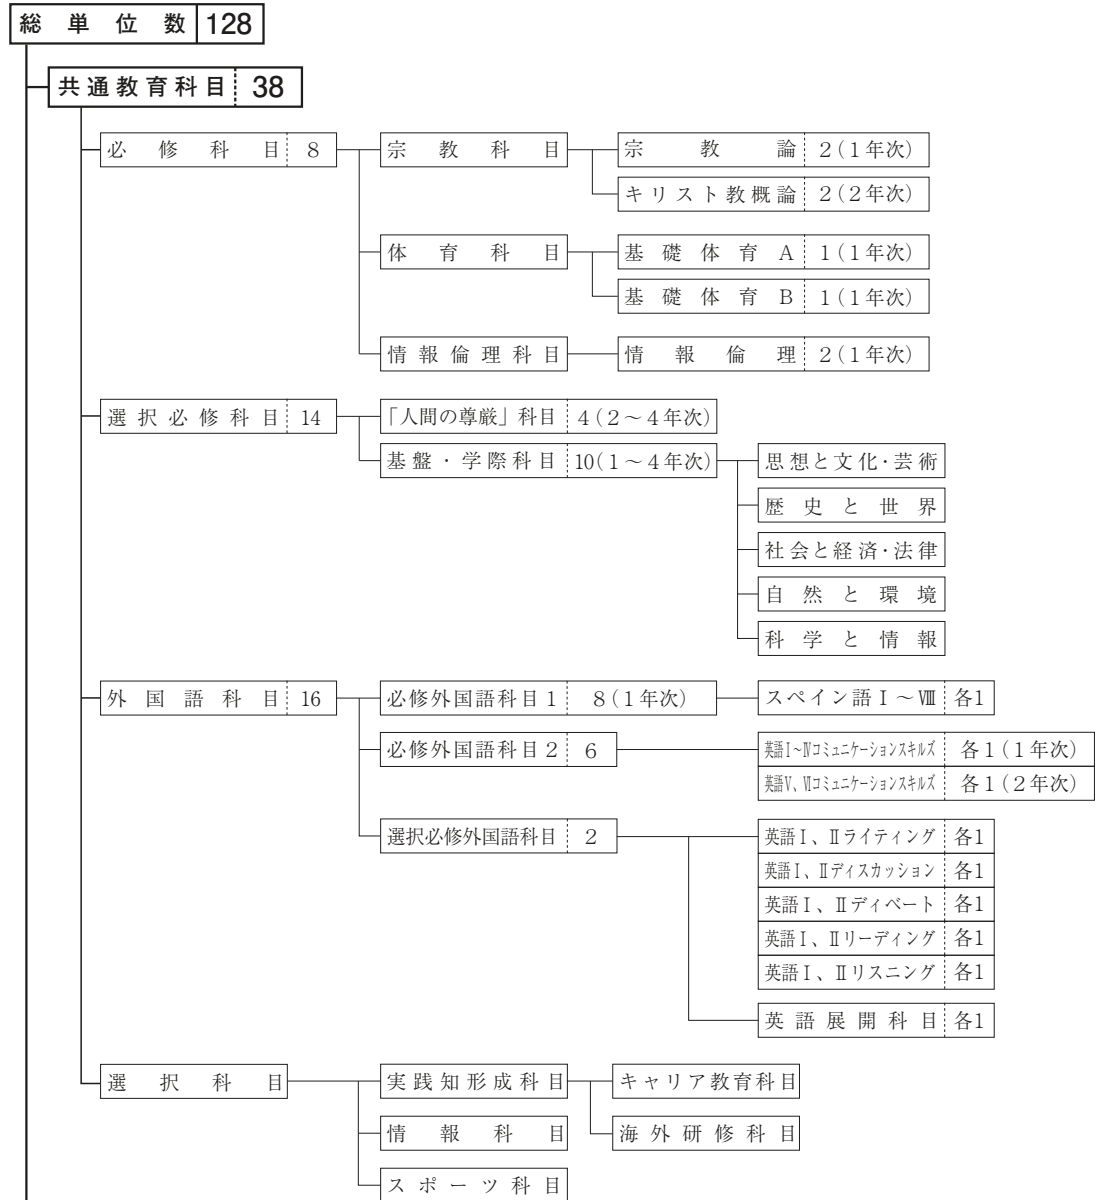 総単位数 128
共通教育科目 38
必修科目 8 宗教科目 宗教論 2(1年次)
キリスト教概論 2(2年次)
体育科目 基礎体育A 1(1年次)
基礎体育B 1(1年次)
情報倫理科目 情報倫理 2(1年次)
選択必修科目 14 「人間の尊厳」科目 4(2～4年次)
基盤・学際科目 10(1～4年次) 思想と文化・芸術
歴史と世界
社会と経済・法律
自然と環境
科学と情報
外国語科目 16 必修外国語科目1 8(1年次) スペイン語Ⅰ～Ⅷ 各1
必修外国語科目2 6 英語Ⅰ～Ⅳコミュニケーションスキルズ 各1(1年次)
英語Ⅴ、Ⅵコミュニケーションスキルズ 各1(2年次)
選択必修外国語科目 2 英語Ⅰ、Ⅱライティング 各1
英語Ⅰ、Ⅱディスカッション 各1
英語Ⅰ、Ⅱディベート 各1
英語Ⅰ、Ⅱリーディング 各1
英語Ⅰ、Ⅱリスニング 各1
英語展開科目 各1
選択科目 実践知形成科目 キャリア教育科目
情報科目 海外研修科目
スポーツ科目